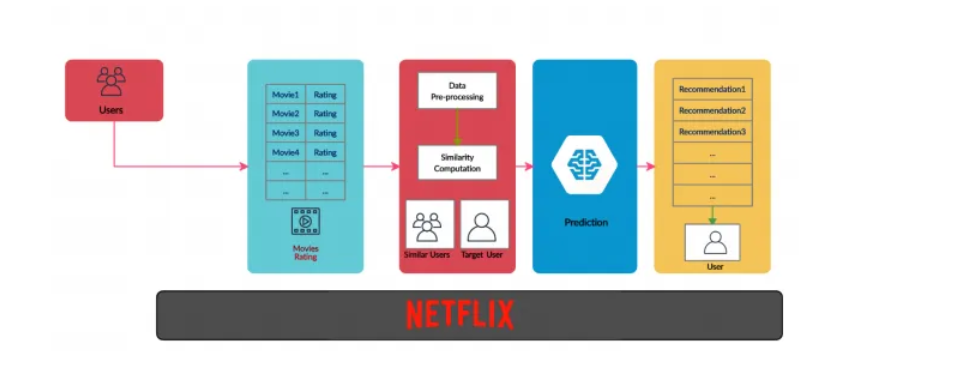 Users
Movie1 Rating
Movie2 Rating
Movie3 Rating
Movie4 Rating
... ...
... ...
Movies
Rating
Data
Pre-processing
Similarity
Computation
Similar Users Target User
Prediction
Recommendation1
Recommendation2
Recommendation3
...
...
...
User
NETFLIX